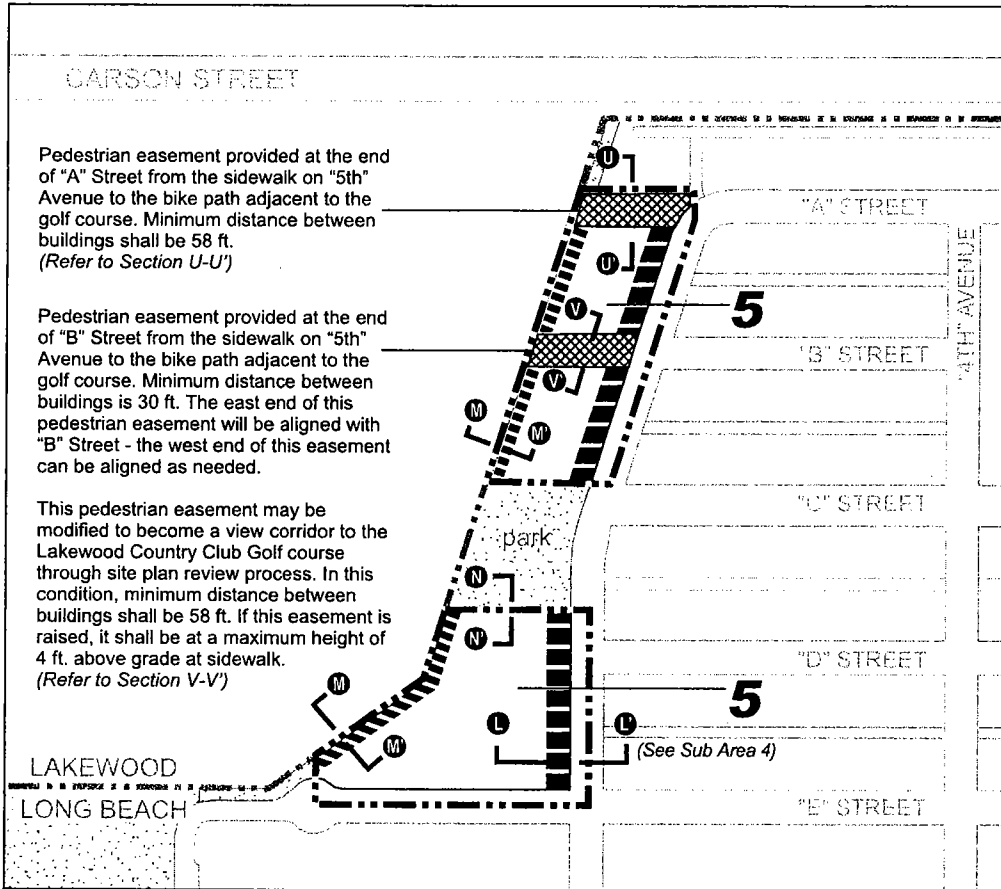 CARSON STREET
Pedestrian easement provided at the end
of "A" Street from the sidewalk on "5th"
Avenue to the bike path adjacent to the
golf course. Minimum distance between
buildings shall be 58 ft.
(Refer to Section U-U')
Pedestrian easement provided at the end
of "B" Street from the sidewalk on "5th"
Avenue to the bike path adjacent to the
golf course. Minimum distance between
buildings is 30 ft. The east end of this
pedestrian easement will be aligned with
"B" Street - the west end of this easement
can be aligned as needed.
This pedestrian easement may be
modified to become a view corridor to the
Lakewood Country Club Golf course
through site plan review process. In this
condition, minimum distance between
buildings shall be 58 ft. If this easement is
raised, it shall be at a maximum height of
4 ft. above grade at sidewalk.
(Refer to Section V-V')
U
"A" STREET
"4TH" AVENUE
U'
5
V
"B" STREET
V
M
M'
"C" STREET
park
N
N'
"D" STREET
5
M
L
L'
M'
(See Sub Area 4)
LAKEWOOD
LONG BEACH
"E" STREET